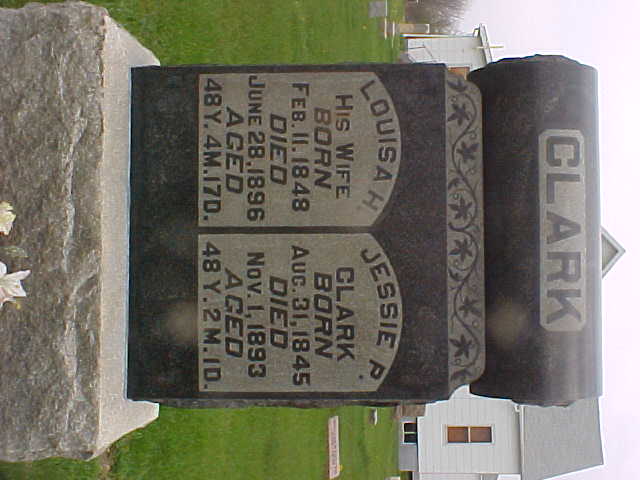 CLARK
LOUISA H.
HIS WIFE
BORN
FEB. 11. 1848
DIED
JUNE 28, 1896
AGED
48 Y. 4 M. 17 D.
JESSIE P.
CLARK
BORN
AUG. 31, 1845
DIED
NOV. 1, 1893
AGED
48 Y. 2 M. 1 D.